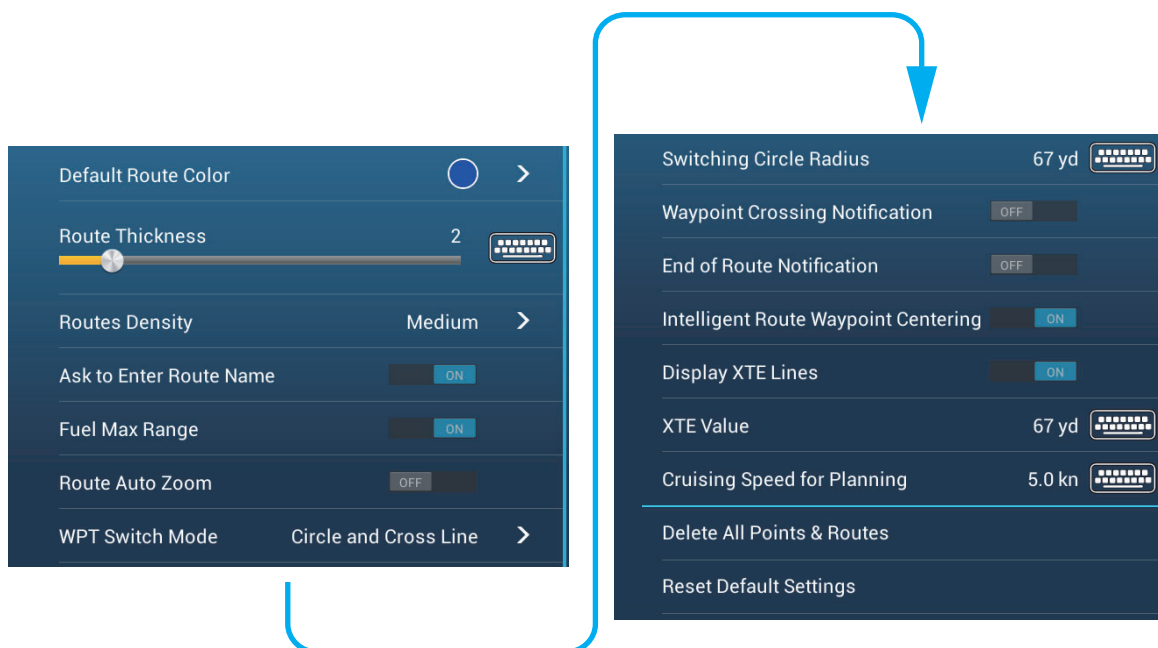 Default Route Color
Route Thickness 2
Routes Density Medium
Ask to Enter Route Name ON
Fuel Max Range ON
Route Auto Zoom OFF
WPT Switch Mode Circle and Cross Line
Switching Circle Radius 67 yd
Waypoint Crossing Notification OFF
End of Route Notification OFF
Intelligent Route Waypoint Centering ON
Display XTE Lines ON
XTE Value 67 yd
Cruising Speed for Planning 5.0 kn
Delete All Points & Routes
Reset Default Settings